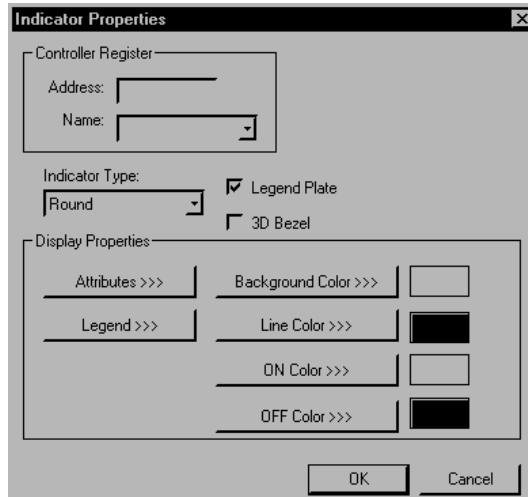 Indicator Properties
Controller Register
Address:
Name:
Indicator Type:
Round
Legend Plate
3D Bezel
Display Properties
Attributes >>>
Background Color >>>
Legend >>>
Line Color >>>
ON Color >>>
OFF Color >>>
OK
Cancel